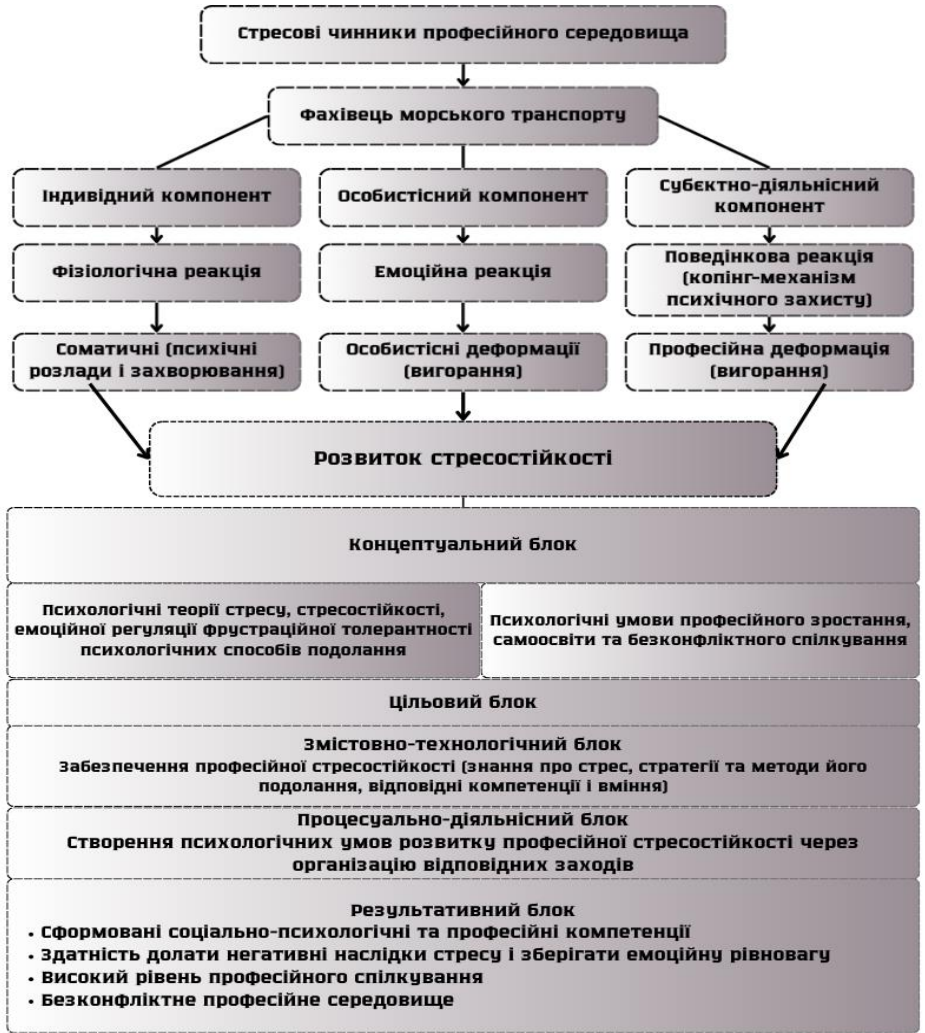 Стресові чинники професійного середовища
Фахівець морського транспорту
Індивідний компонент
Особистісний компонент
Субєктно-діяльнісний
компонент
Фізіологічна реакція
Емоційна реакція
Поведінкова реакція
(копінг-механізм
психічного захисту)
Соматичні (психічні
розлади і захворювання)
Особистісні деформації
(вигорання)
Професійна деформація
(вигорання)
Розвиток стресостійкості
Концептуальний блок
Психологічні теорії стресу, стресостійкості,
емоційної регуляції фрустраційної толерантності
психологічних способів подолання
Психологічні умови професійного зростання,
самоосвіти та безконфліктного спілкування
Цільовий блок
Змістовно-технологічний блок
Забезпечення професійної стресостійкості (знання про стрес, стратегії та методи його
подолання, відповідні компетенції і вміння)
Процесуально-діяльнісний блок
Створення психологічних умов розвитку професійної стресостійкості через
організацію відповідних заходів
Результативний блок
• Сформовані соціально-психологічні та професійні компетенції
• Здатність долати негативні наслідки стресу і зберігати емоційну рівновагу
• Високий рівень професійного спілкування
• Безконфліктне професійне середовище